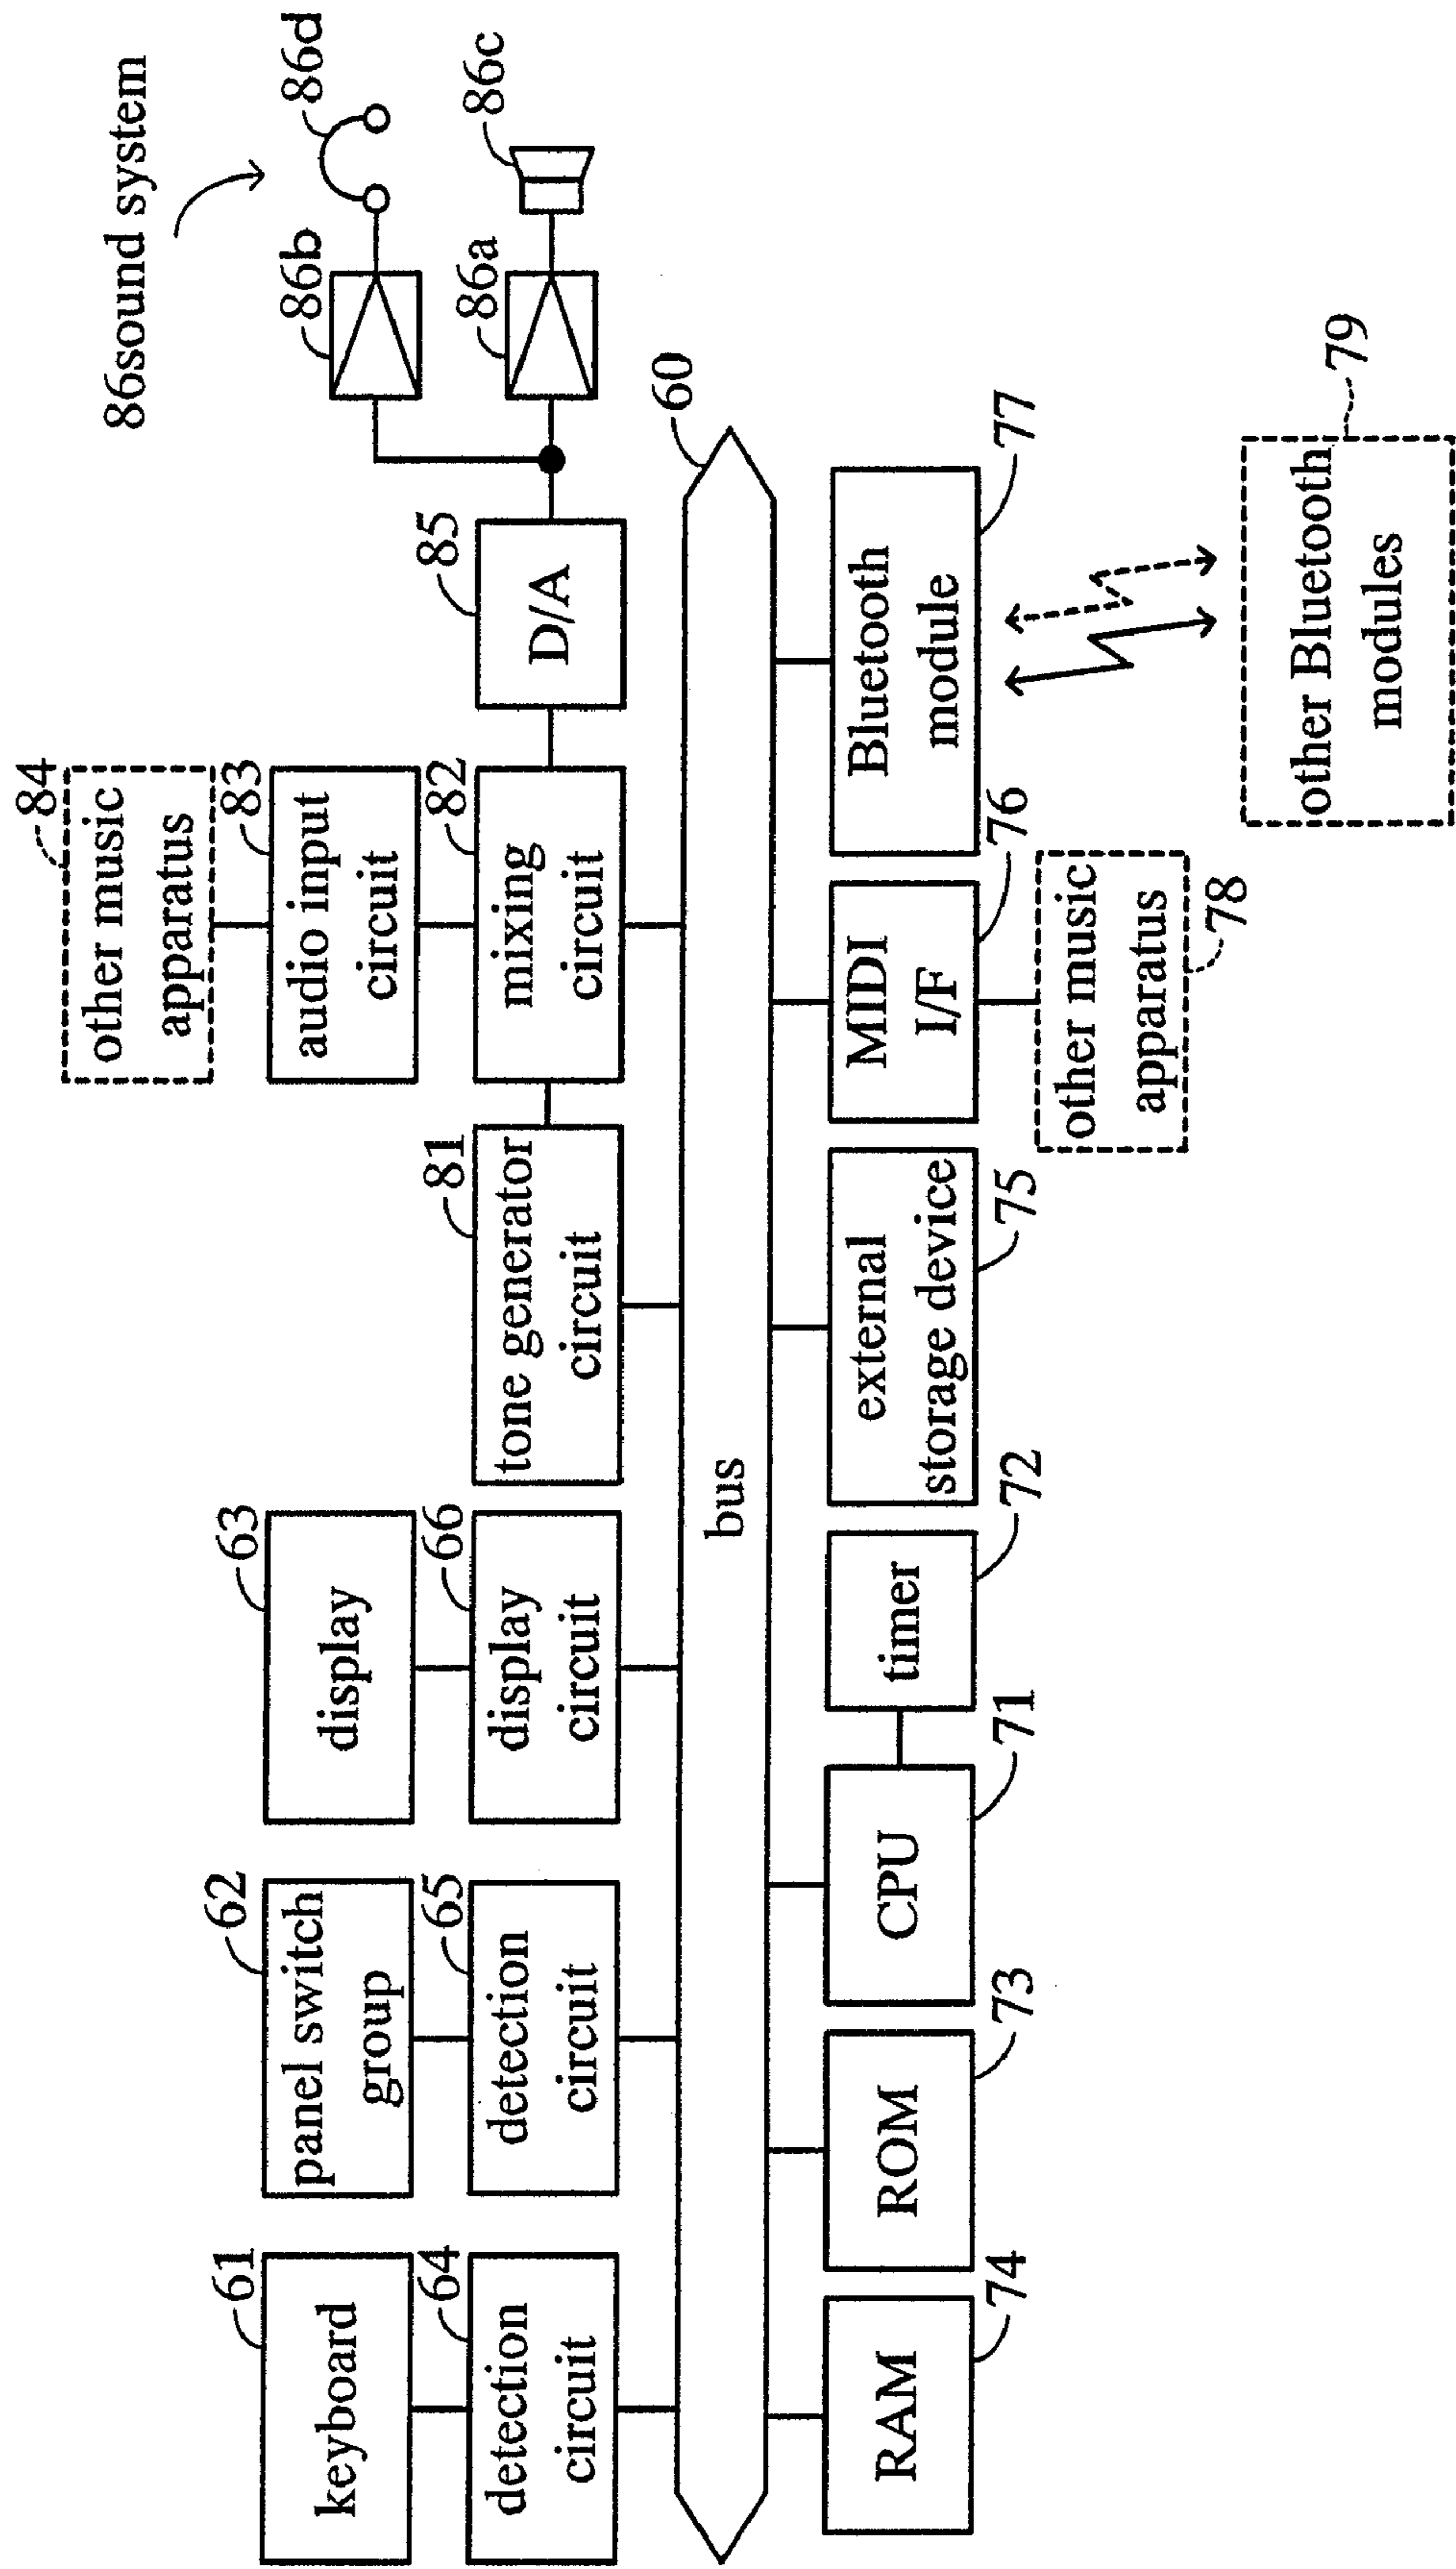 86sound system
86d
86b
86c
86a
84
other music
apparatus
83
audio input
circuit
82
mixing
circuit
85
D/A
81
tone generator
circuit
63
display
66
display
circuit
62
panel switch
group
65
detection
circuit
61
keyboard
64
detection
circuit
60
bus
RAM
74
ROM
73
CPU
71
timer
72
external
storage device
75
MIDI
I/F
76
other music
apparatus
78
Bluetooth
module
77
other Bluetooth
modules
79